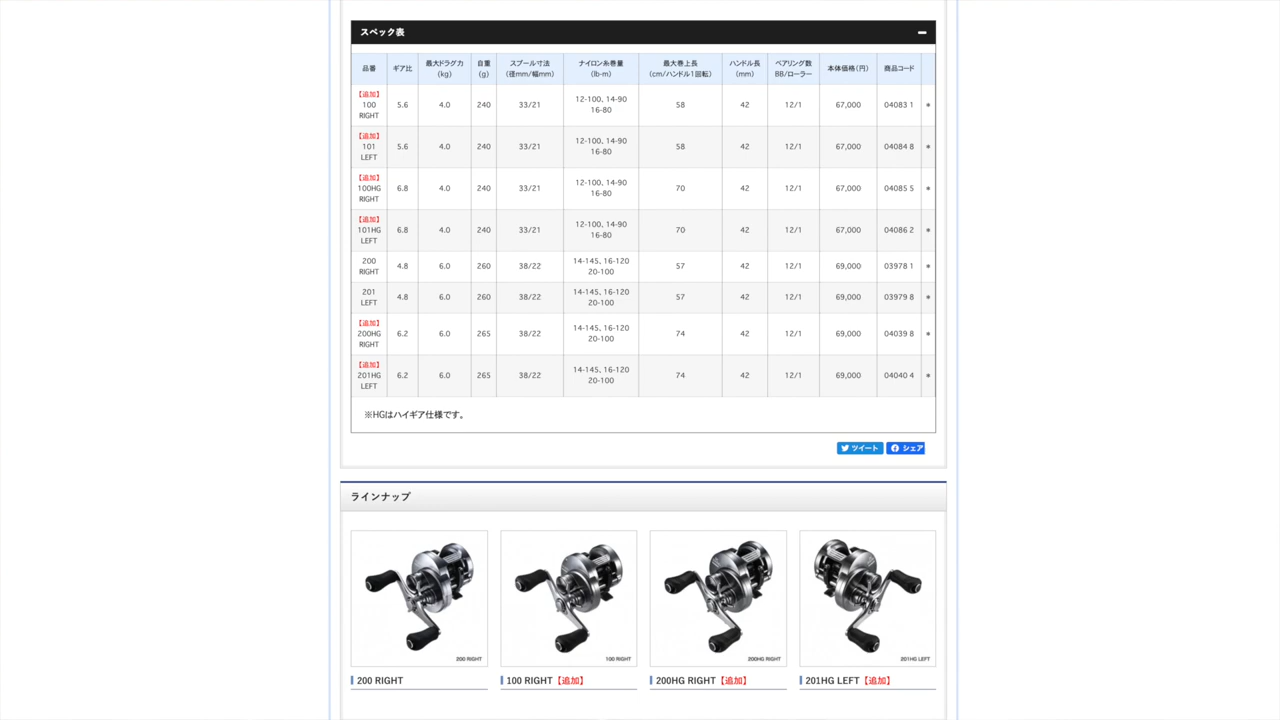 スペック表
品番 ギア比 最大ドラグ力 (kg) 自重 (g) スプール寸法 (径mm/幅mm) ナイロン糸巻量 (lb-m) 最大巻上長 (cm/ハンドル1回転) ハンドル長 (mm) ベアリング数 BB/ローラー 本体価格(円) 商品コード
【追加】 100 RIGHT 5.6 4.0 240 33/21 12-100, 14-90 16-80 58 42 12/1 67,000 04083 1 *
【追加】 101 LEFT 5.6 4.0 240 33/21 12-100, 14-90 16-80 58 42 12/1 67,000 04084 8 *
【追加】 100HG RIGHT 6.8 4.0 240 33/21 12-100, 14-90 16-80 70 42 12/1 67,000 04085 5 *
【追加】 101HG LEFT 6.8 4.0 240 33/21 12-100, 14-90 16-80 70 42 12/1 67,000 04086 2 *
200 RIGHT 4.8 6.0 260 38/22 14-145, 16-120 20-100 57 42 12/1 69,000 03978 1 *
201 LEFT 4.8 6.0 260 38/22 14-145, 16-120 20-100 57 42 12/1 69,000 03979 8 *
【追加】 200HG RIGHT 6.2 6.0 265 38/22 14-145, 16-120 20-100 74 42 12/1 69,000 04039 8 *
【追加】 201HG LEFT 6.2 6.0 265 38/22 14-145, 16-120 20-100 74 42 12/1 69,000 04040 4 *
※HGはハイギア仕様です。
ツイート シェア
ラインナップ
200 RIGHT 100 RIGHT 200HG RIGHT 201HG LEFT
200 RIGHT 100 RIGHT【追加】 200HG RIGHT【追加】 201HG LEFT【追加】